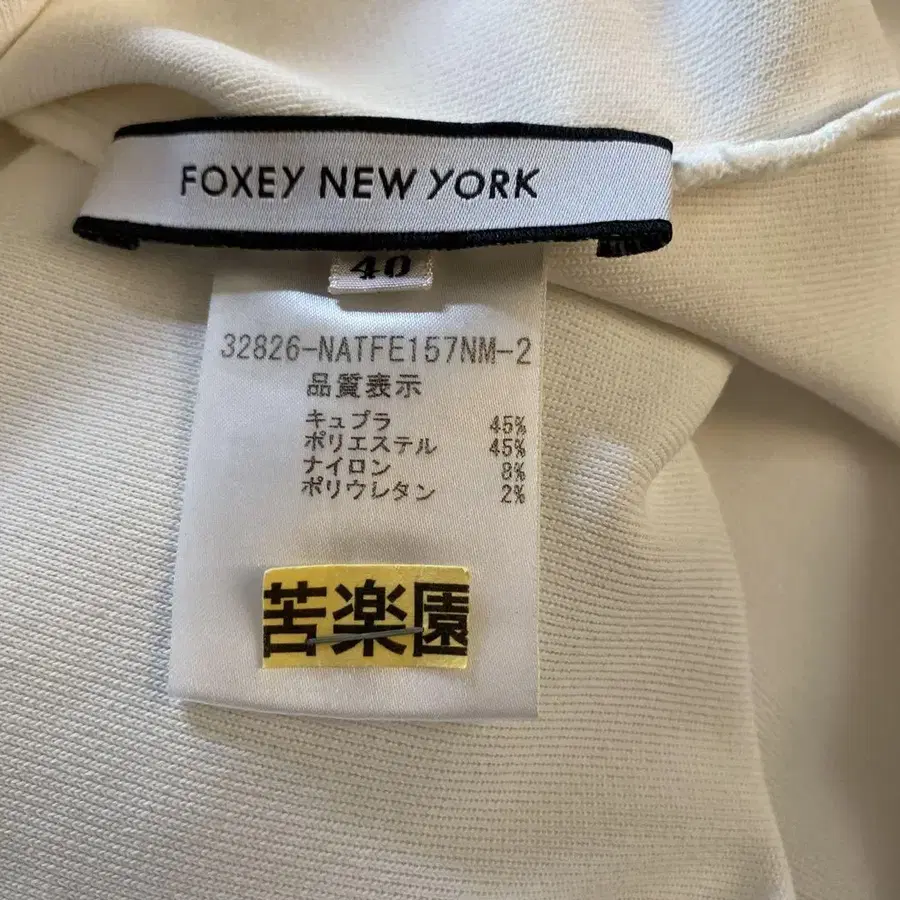 FOXEY NEW YORK
40
32826-NATFE157NM-2
品質表示
キュプラ 45%
ポリエステル 45%
ナイロン 8%
ポリウレタン 2%
苦楽園